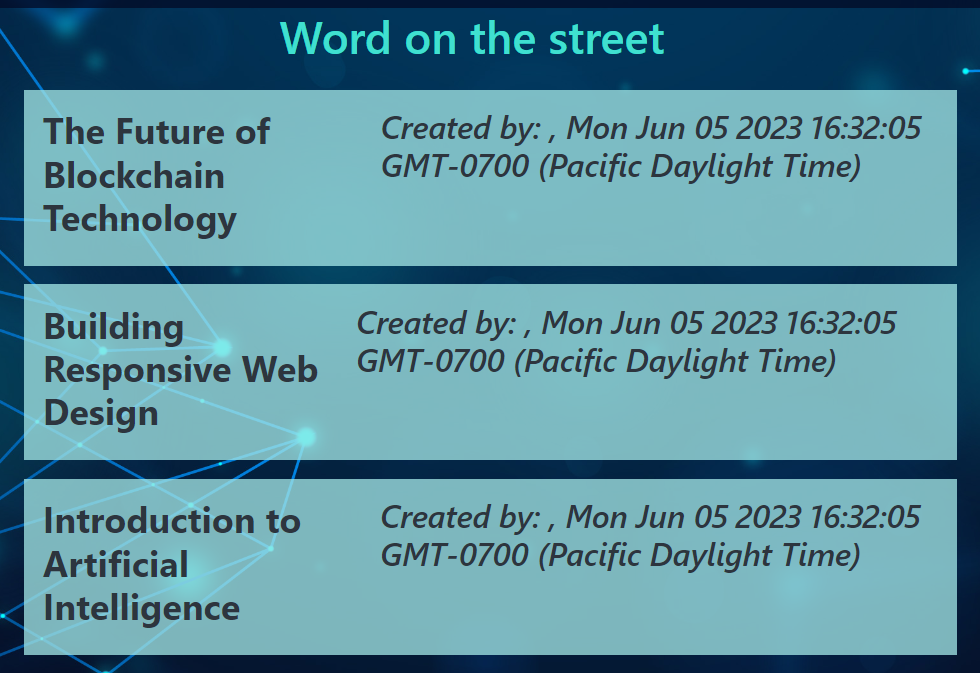 Word on the street
The Future of
Blockchain
Technology
Created by: , Mon Jun 05 2023 16:32:05
GMT-0700 (Pacific Daylight Time)
Building
Responsive Web
Design
Created by: , Mon Jun 05 2023 16:32:05
GMT-0700 (Pacific Daylight Time)
Introduction to
Artificial
Intelligence
Created by: , Mon Jun 05 2023 16:32:05
GMT-0700 (Pacific Daylight Time)